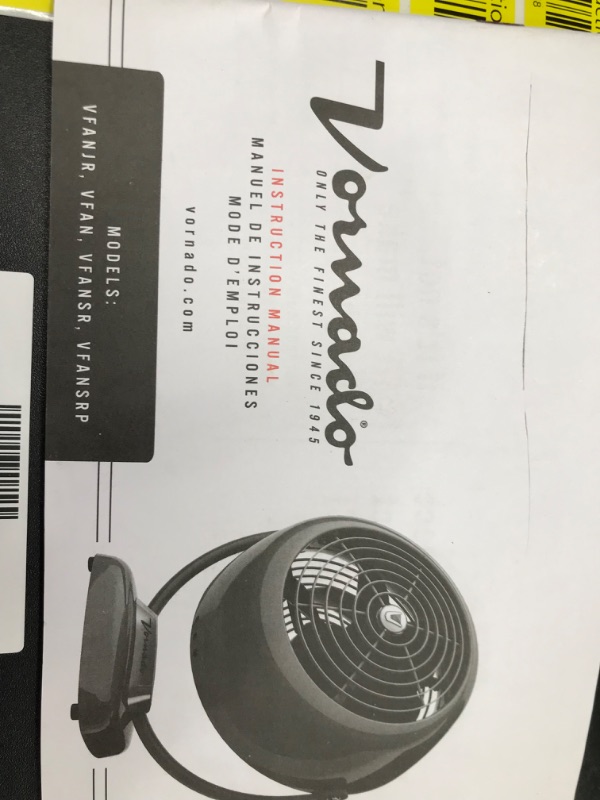 Vornado®
ONLY THE FINEST SINCE 1945
INSTRUCTION MANUAL
MANUEL DE INSTRUCCIONES
MODE D'EMPLOI
vornado.com
MODELS:
VFANJR, VFAN, VFANSR, VFANSRP
Vornado
V